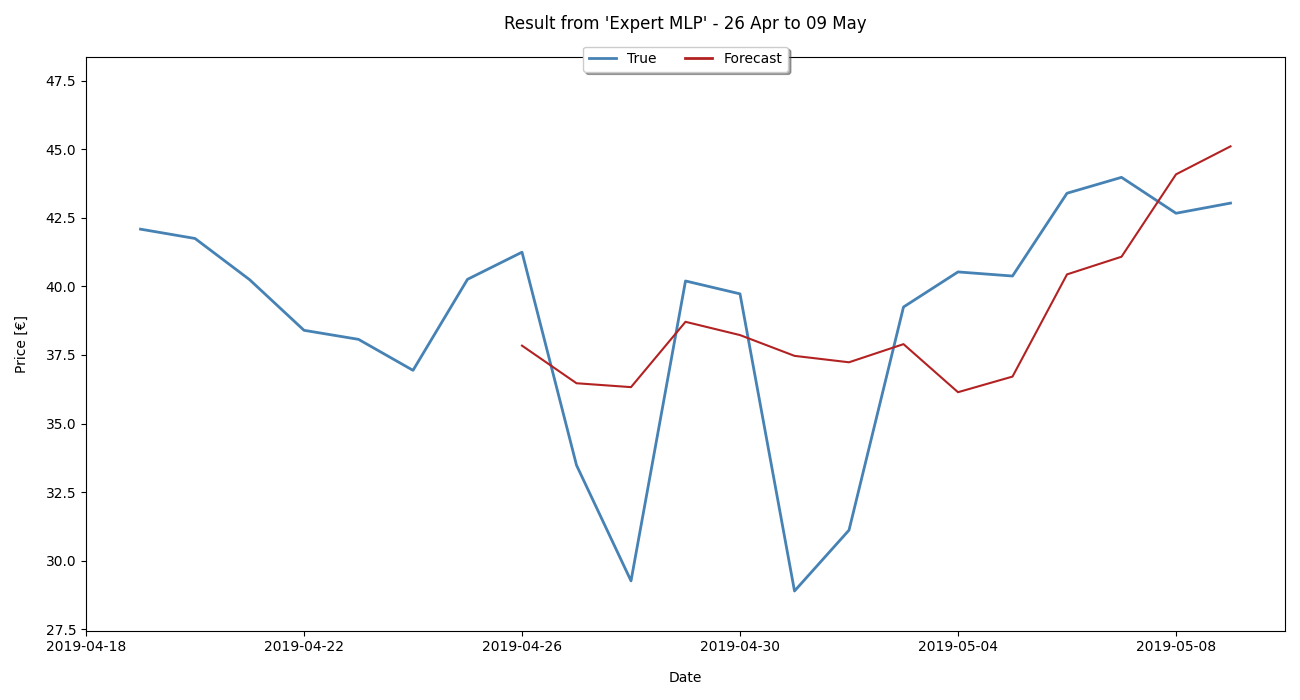 Result from 'Expert MLP' - 26 Apr to 09 May
True Forecast
47.5
45.0
42.5
40.0
37.5
35.0
32.5
30.0
27.5
Price [€]
2019-04-18 2019-04-22 2019-04-26 2019-04-30 2019-05-04 2019-05-08
Date